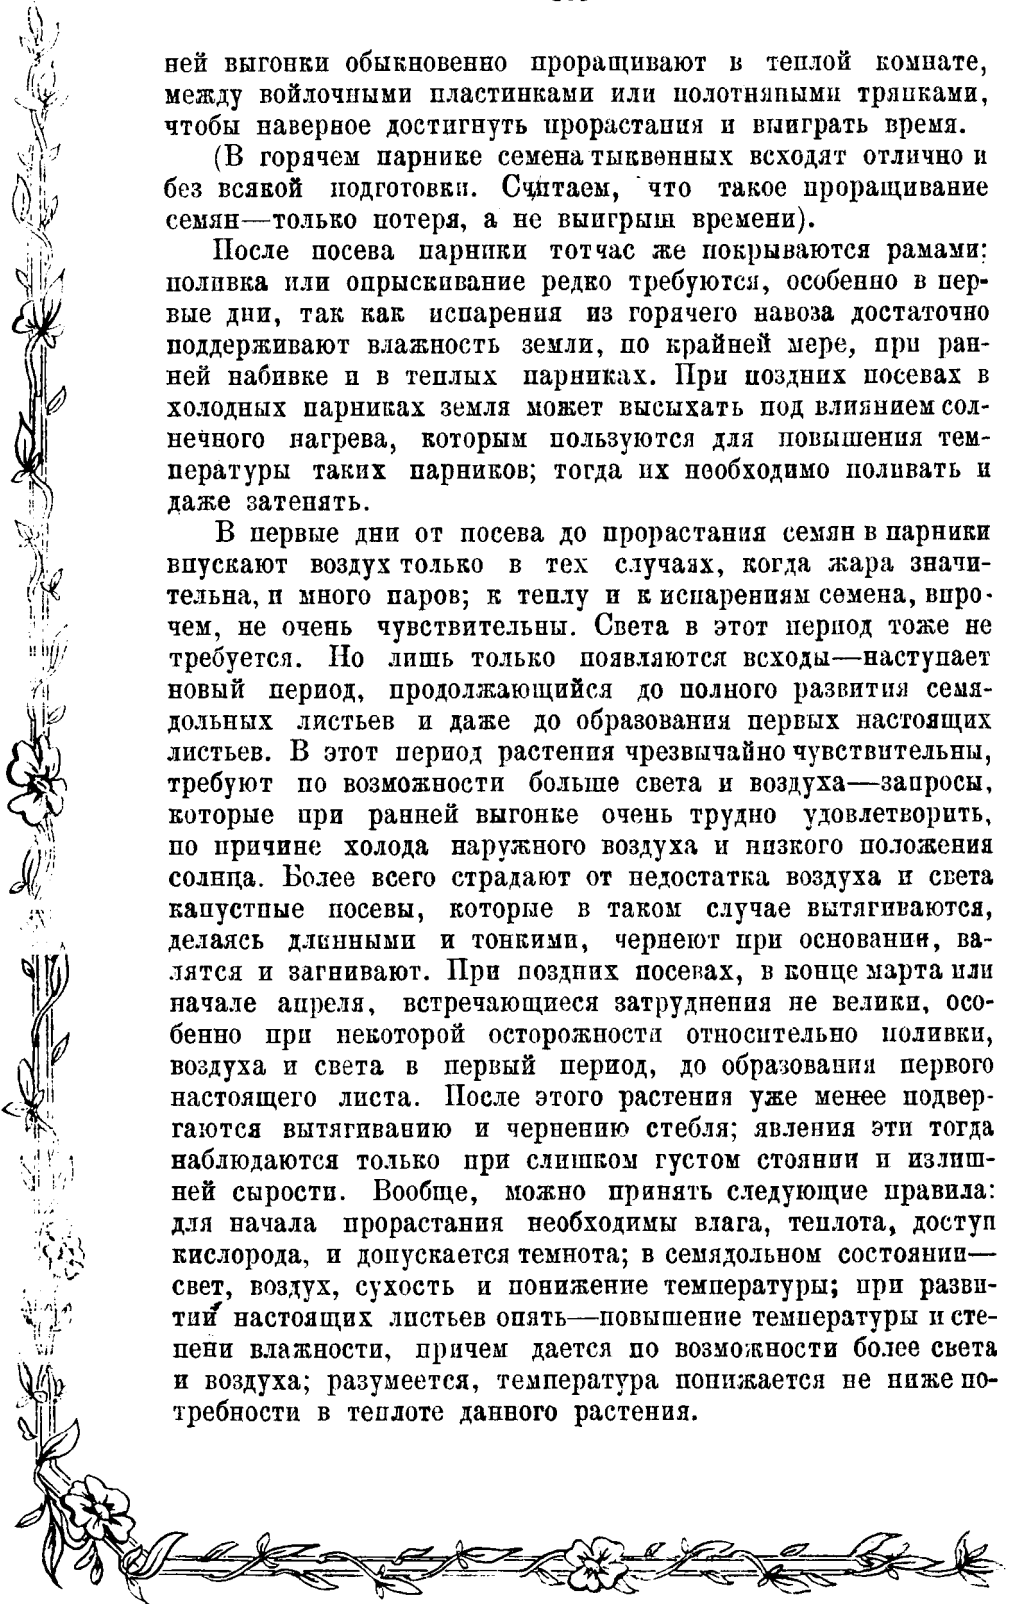 ней выгонки обыкновенно проращивают в теплой комнате,
между войлочными пластинками или полотняными тряпками,
чтобы наверное достигнуть прорастания и выиграть время.
(В горячем парнике семена тыквенных всходят отлично и
без всякой подготовки. Считаем, что такое проращивание
семян—только потеря, а не выигрыш времени).
После посева парники тотчас же покрываются рамами:
поливка или опрыскивание редко требуются, особенно в пер-
вые дни, так как испарения из горячего навоза достаточно
поддерживают влажность земли, по крайней мере, при ран-
ней набивке и в теплых парниках. При поздних посевах в
холодных парниках земля может высыхать под влиянием сол-
нечного нагрева, которым пользуются для повышения тем-
пературы таких парников; тогда их необходимо поливать и
даже затенять.
В первые дни от посева до прорастания семян в парники
впускают воздух только в тех случаях, когда жара значи-
тельна, и много паров; к теплу и к испарениям семена, впро-
чем, не очень чувствительны. Света в этот период тоже не
требуется. Но лишь только появляются всходы—наступает
новый период, продолжающийся до полного развития семя-
дольных листьев и даже до образования первых настоящих
листьев. В этот период растения чрезвычайно чувствительны,
требуют по возможности больше света и воздуха—запросы,
которые при ранней выгонке очень трудно удовлетворить,
по причине холода наружного воздуха и низкого положения
солнца. Более всего страдают от недостатка воздуха и света
капустные посевы, которые в таком случае вытягиваются,
делаясь длинными и тонкими, чернеют при основании, ва-
лятся и загнивают. При поздних посевах, в конце марта или
начале апреля, встречающиеся затруднения не велики, осо-
бенно при некоторой осторожности относительно поливки,
воздуха и света в первый период, до образования первого
настоящего листа. После этого растения уже менее подвер-
гаются вытягиванию и чернению стебля; явления эти тогда
наблюдаются только при слишком густом стоянии и излиш-
ней сырости. Вообще, можно принять следующие правила:
для начала прорастания необходимы влага, теплота, доступ
кислорода, и допускается темнота; в семядольном состоянии—
свет, воздух, сухость и понижение температуры; при разви-
тии настоящих листьев опять—повышение температуры и сте-
пени влажности, причем дается по возможности более света
и воздуха; разумеется, температура понижается не ниже по-
требности в теплоте данного растения.